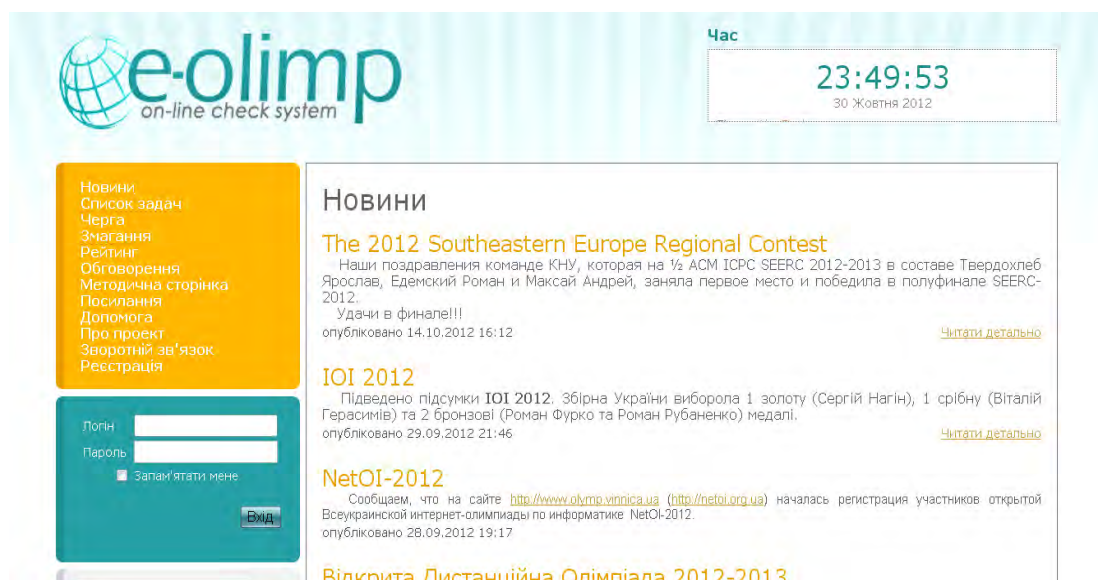 e-olimp
on-line check system
Час
23:49:53
30 Жовтня 2012
Новини
Список задач
Черга
Змагання
Рейтинг
Обговорення
Методична сторінка
Посилання
Допомога
Про проект
Зворотній зв'язок
Реєстрація
Логін
Пароль
Запам'ятати мене
Вхід
Новини
The 2012 Southeastern Europe Regional Contest
Наши поздравления команде КНУ, которая на ½ ACM ICPC SEERC 2012-2013 в составе Твердохлеб
Ярослав, Едемский Роман и Максай Андрей, заняла первое место и победила в полуфинале SEERC-
2012.
Удачи в финале!!!
опубліковано 14.10.2012 16:12
Читати детально
IOI 2012
Підведено підсумки IOI 2012. Збірна України виборола 1 золоту (Сергій Нагін), 1 срібну (Віталій
Герасимів) та 2 бронзові (Роман Фурко та Роман Рубаненко) медалі.
опубліковано 29.09.2012 21:46
Читати детально
NetOI-2012
Сообщаем, что на сайте http://www.olymp.vinnica.ua (http://netoi.org.ua) началась регистрация участников открытой
Всеукраинской интернет-олимпиады по информатике NetOI-2012.
опубліковано 28.09.2012 19:17
Відкрита Дистанційна Олімпіада 2012-2013